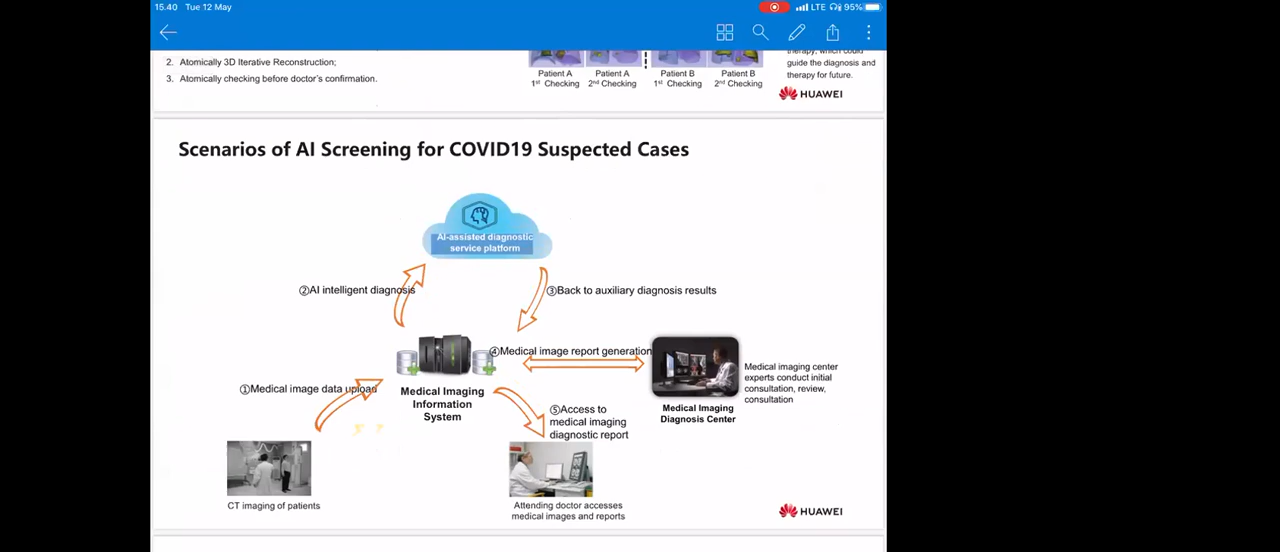 15.40 Tue 12 May
LTE 95%
2. Atomically 3D Iterative Reconstruction;
3. Atomically checking before doctor's confirmation.
Patient A
1st Checking
Patient A
2nd Checking
Patient B
1st Checking
Patient B
2nd Checking
therapy, which could
guide the diagnosis and
therapy for future.
HUAWEI
Scenarios of AI Screening for COVID19 Suspected Cases
AI-assisted diagnostic
service platform
②AI intelligent diagnosis
③Back to auxiliary diagnosis results
④Medical image report generation
①Medical image data upload
Medical Imaging
Information
System
Medical imaging center
experts conduct initial
consultation, review,
consultation
Medical Imaging
Diagnosis Center
⑤Access to
medical imaging
diagnostic report
CT imaging of patients
Attending doctor accesses
medical images and reports
HUAWEI